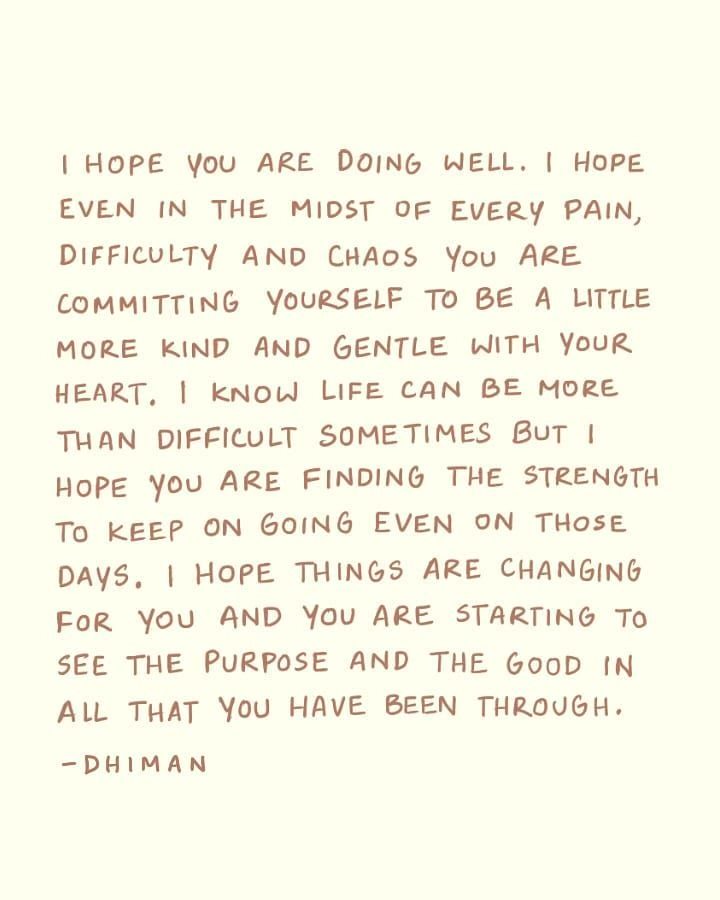 I HOPE YOU ARE DOING WELL. I HOPE
EVEN IN THE MIDST OF EVERY PAIN,
DIFFICULTY AND CHAOS YOU ARE
COMMITTING YOURSELF TO BE A LITTLE
MORE KIND AND GENTLE WITH YOUR
HEART. I KNOW LIFE CAN BE MORE
THAN DIFFICULT SOMETIMES BUT I
HOPE YOU ARE FINDING THE STRENGTH
TO KEEP ON GOING EVEN ON THOSE
DAYS. I HOPE THINGS ARE CHANGING
FOR YOU AND YOU ARE STARTING TO
SEE THE PURPOSE AND THE GOOD IN
ALL THAT YOU HAVE BEEN THROUGH.
-DHIMAN